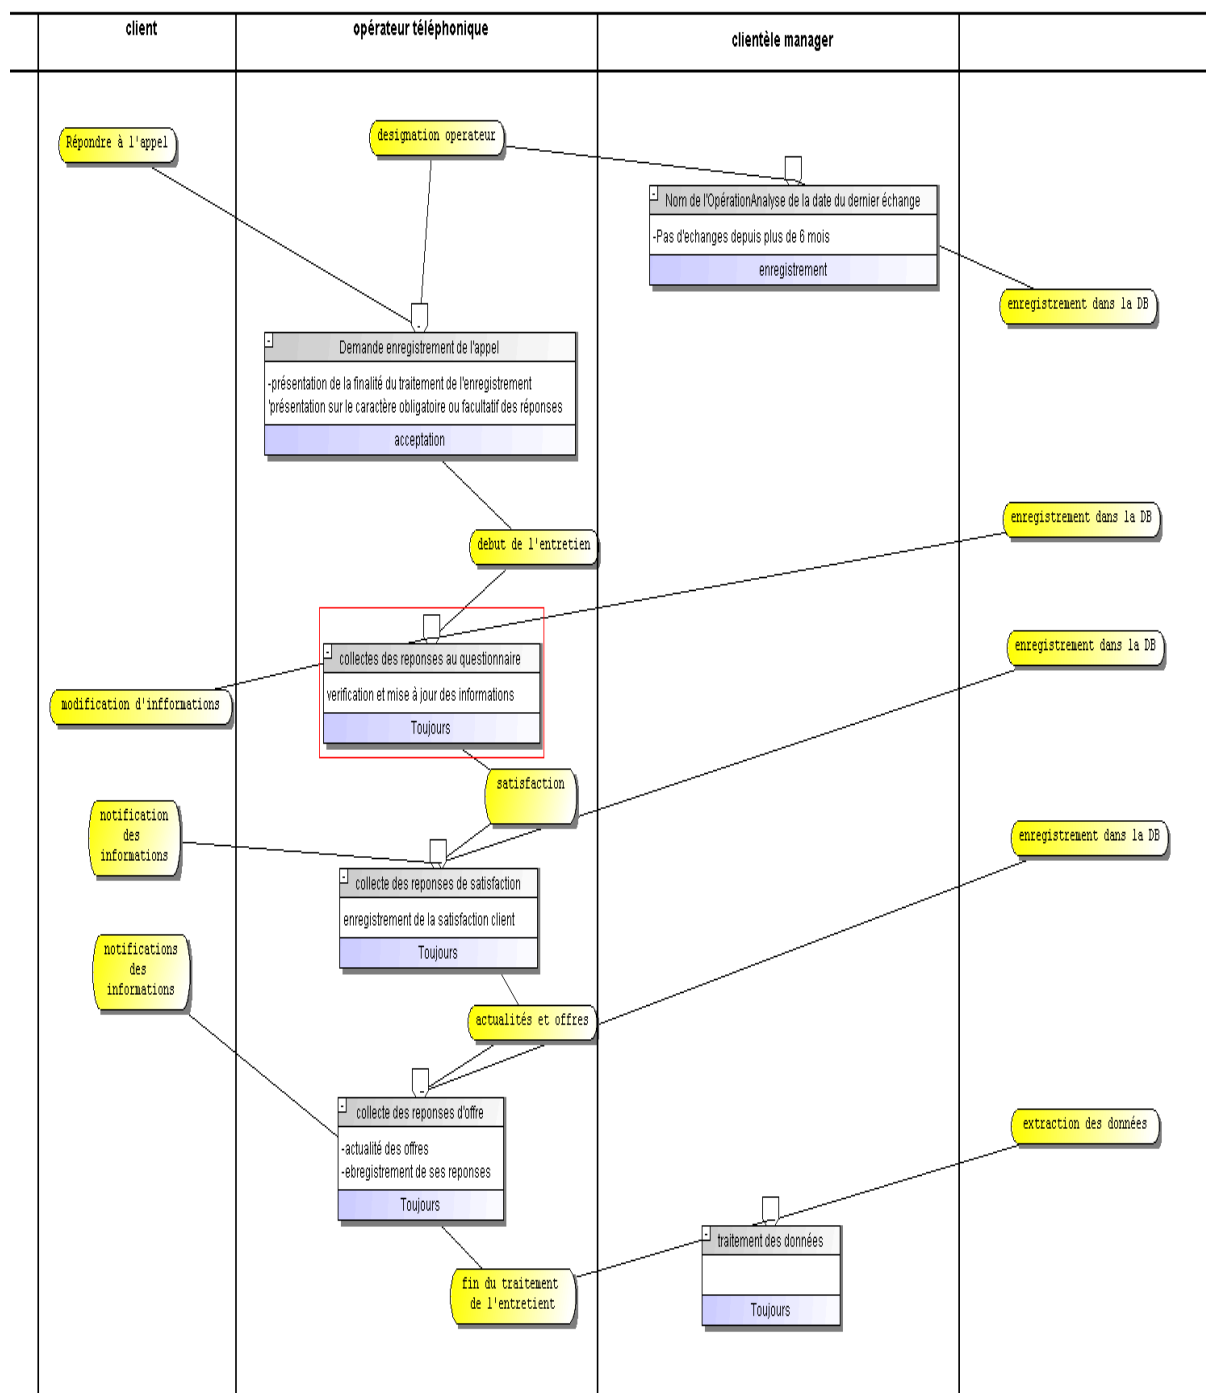 client
opérateur téléphonique
clientèle manager
Répondre à l'appel
designation operateur
Nom de l'OpérationAnalyse de la date du dernier échange
-Pas d'echanges depuis plus de 6 mois
enregistrement
enregistrement dans la DB
Demande enregistrement de l'appel
-présentation de la finalité du traitement de l'enregistrement
'présentation sur le caractère obligatoire ou facultatif des réponses
acceptation
debut de l'entretien
enregistrement dans la DB
collectes des reponses au questionnaire
verification et mise à jour des informations
Toujours
enregistrement dans la DB
modification d'infformations
satisfaction
notification
des
informations
enregistrement dans la DB
collecte des reponses de satisfaction
enregistrement de la satisfaction client
Toujours
notifications
des
informations
actualités et offres
collecte des reponses d'offre
-actualité des offres
-ebregistrement de ses reponses
Toujours
extraction des données
traitement des données
Toujours
fin du traitement
de l'entretient